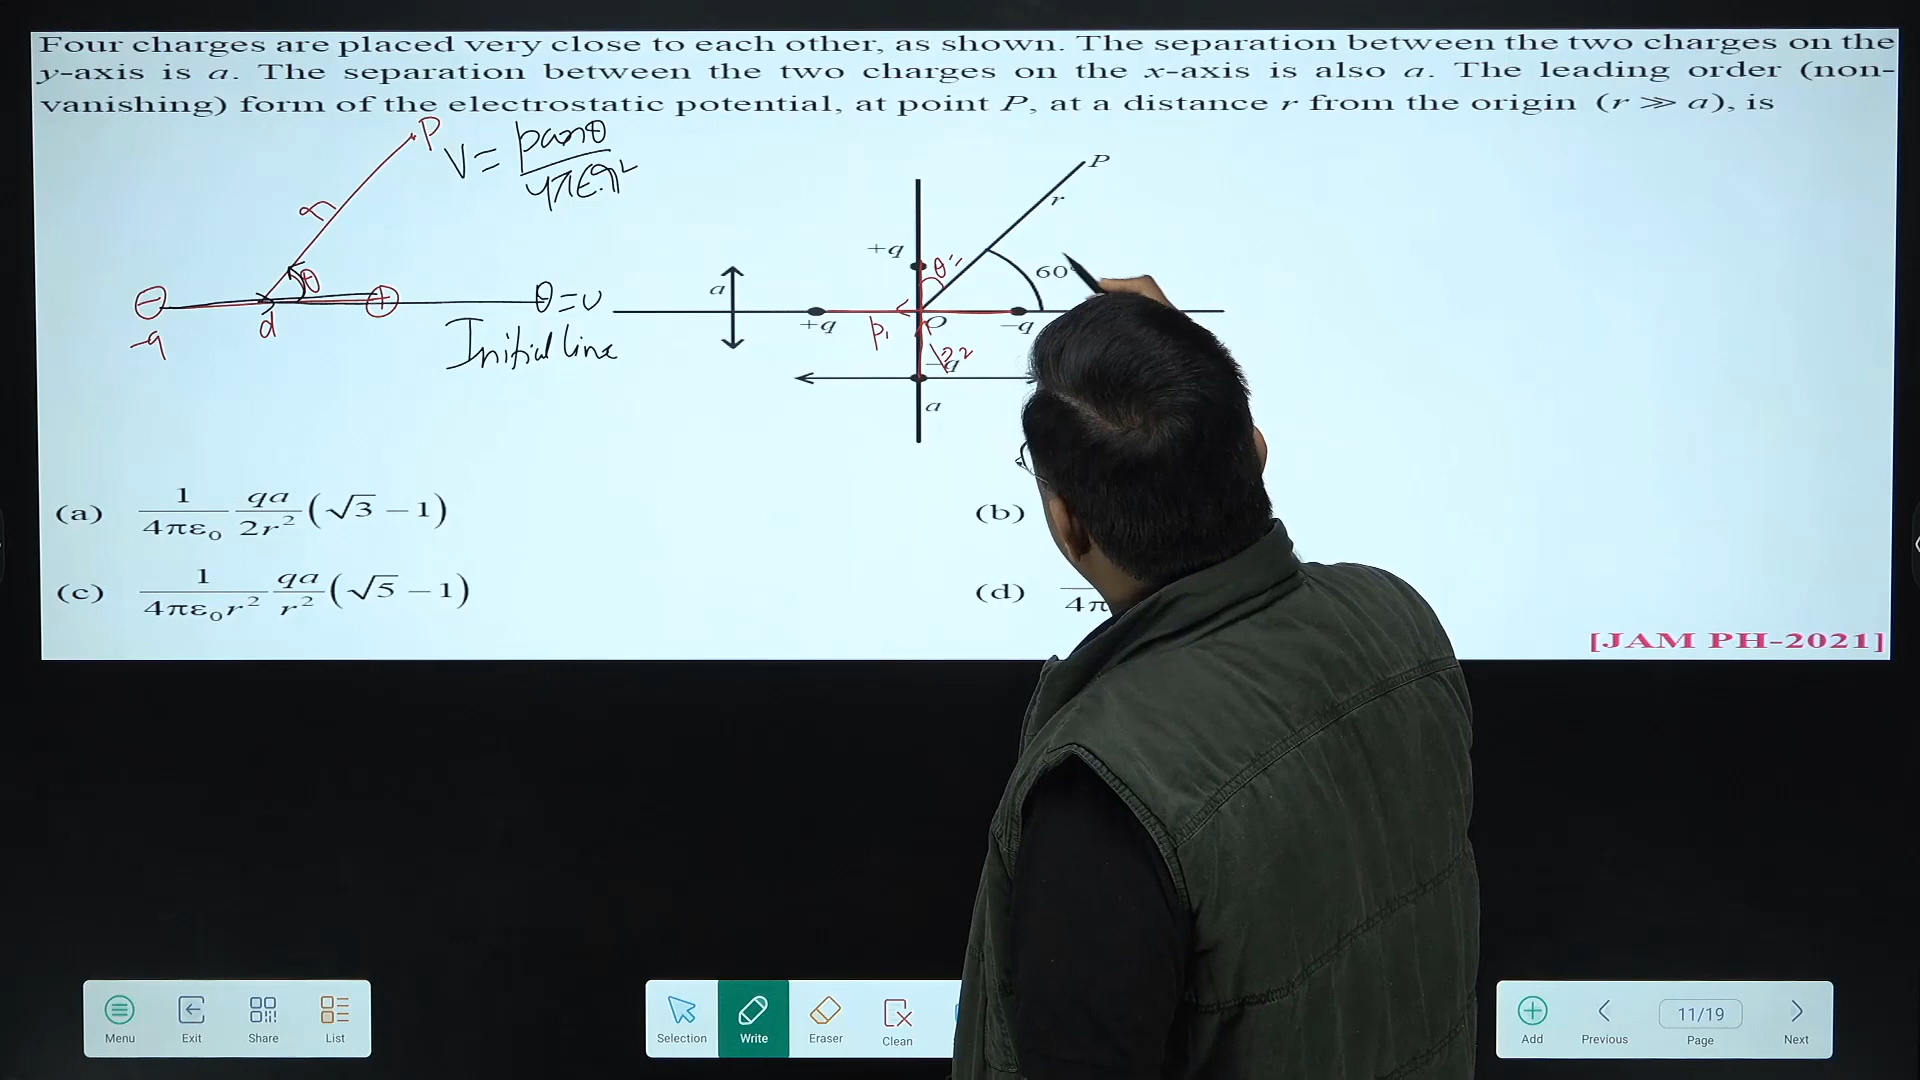 Four charges are placed very close to each other, as shown. The separation between the two charges on the
y-axis is a. The separation between the two charges on the x-axis is also a. The leading order (non-
vanishing) form of the electrostatic potential, at point P, at a distance r from the origin (r ≫ a), is
P
V = pcosθ / 4πε₀r²
r
θ
-q
d
+
θ=0
Initial line
P
r
60°
+q
θ''
a
+q
p₁
O
-q
p₂
-q
a
(a) 1/4πε₀ qa/2r² (√3 − 1)
(b)
(c) 1/4πε₀r² qa/r² (√5 − 1)
(d) 4π
[JAM PH-2021]
Menu
Exit
Share
List
Selection
Write
Eraser
Clean
Add
Previous
11/19
Page
Next